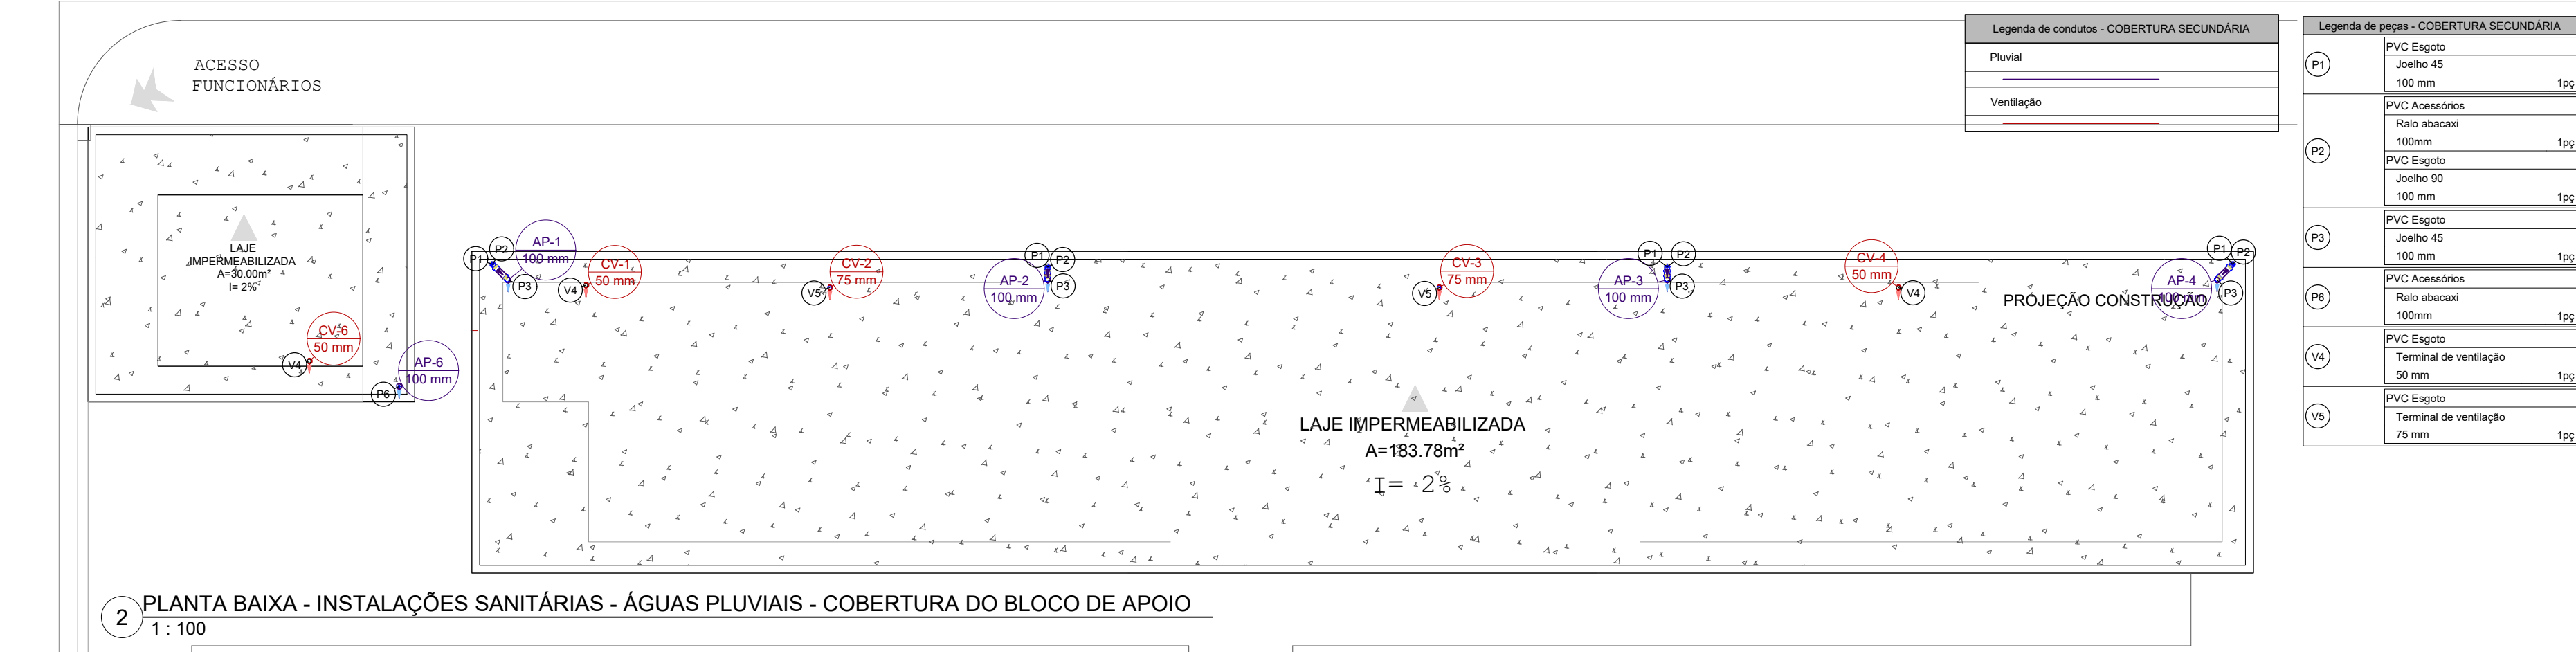 ACESSO
FUNCIONÁRIOS
Legenda de condutos - COBERTURA SECUNDÁRIA
Pluvial
Ventilação
Legenda de peças - COBERTURA SECUNDÁRIA
P1
PVC Esgoto
Joelho 45
100 mm 1pç
P2
PVC Acessórios
Ralo abacaxi
100mm 1pç
PVC Esgoto
Joelho 90
100 mm 1pç
P3
PVC Esgoto
Joelho 45
100 mm 1pç
P6
PVC Acessórios
Ralo abacaxi
100mm 1pç
V4
PVC Esgoto
Terminal de ventilação
50 mm 1pç
V5
PVC Esgoto
Terminal de ventilação
75 mm 1pç
LAJE
IMPERMEABILIZADA
A=30.00m²
I= 2%
CV-6
50 mm
V4
AP-6
100 mm
P6
P1
P2
AP-1
100 mm
P3
V4
CV-1
50 mm
V5
CV-2
75 mm
AP-2
100 mm
P1
P2
P3
V5
CV-3
75 mm
AP-3
100 mm
P1
P2
P3
CV-4
50 mm
V4
PROJEÇÃO CONSTRUÇÃO
AP-4
100 mm
P1
P2
P3
LAJE IMPERMEABILIZADA
A=183.78m²
I= 2%
2
PLANTA BAIXA - INSTALAÇÕES SANITÁRIAS - ÁGUAS PLUVIAIS - COBERTURA DO BLOCO DE APOIO
1 : 100